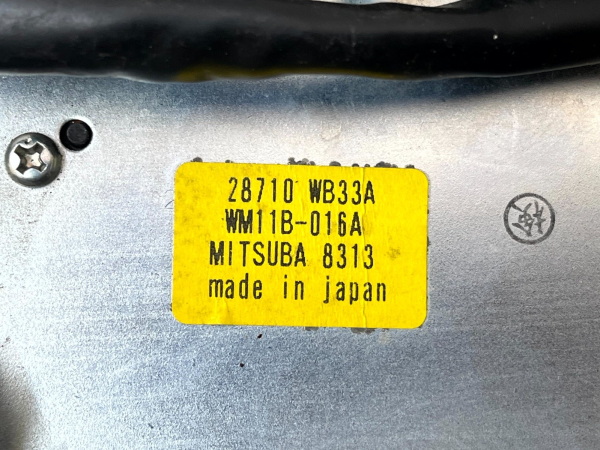 28710 WB33A
WM11B-016A
MITSUBA 8313
made in japan